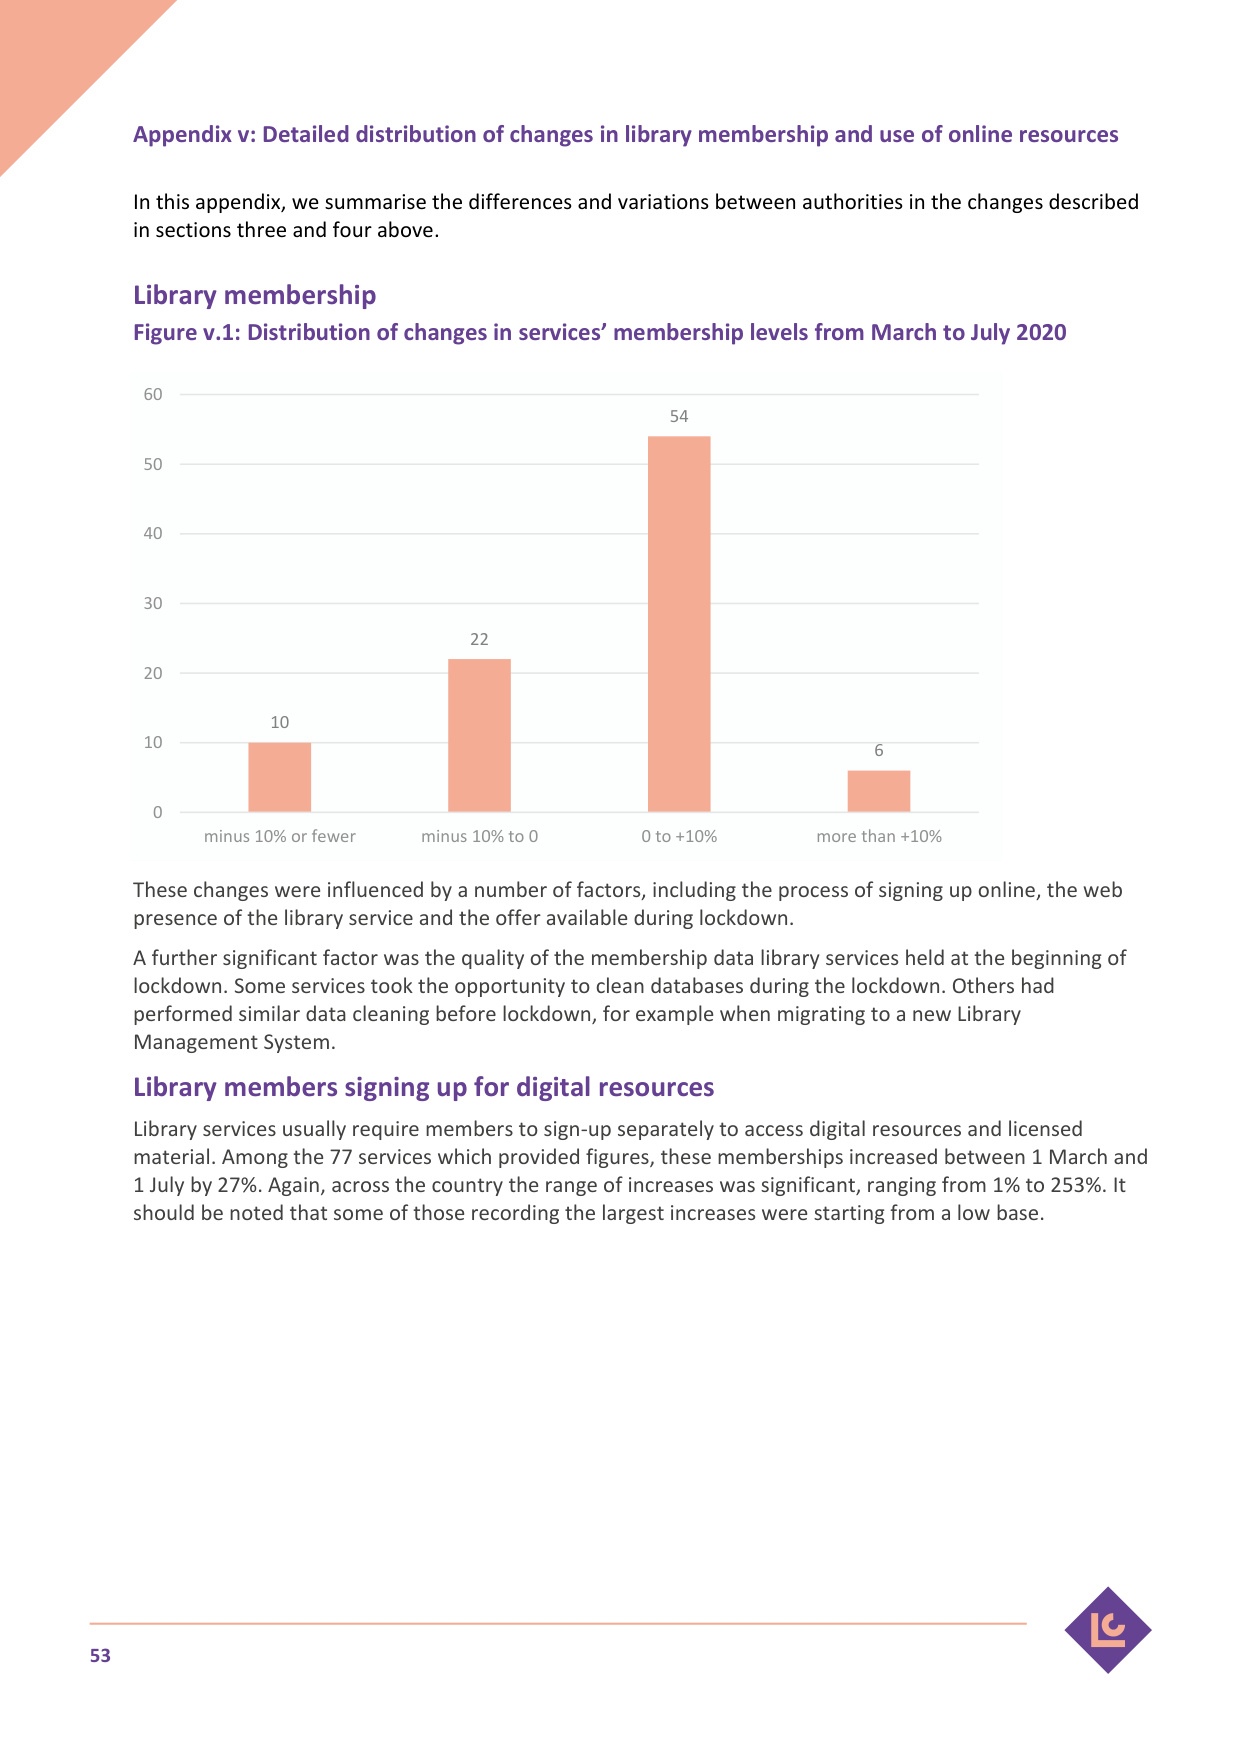 Appendix v: Detailed distribution of changes in library membership and use of online resources
In this appendix, we summarise the differences and variations between authorities in the changes described
in sections three and four above.
Library membership
Figure v.1: Distribution of changes in services’ membership levels from March to July 2020
60
50
40
30
20
10
0
10
22
54
6
minus 10% or fewer
minus 10% to 0
0 to +10%
more than +10%
These changes were influenced by a number of factors, including the process of signing up online, the web
presence of the library service and the offer available during lockdown.
A further significant factor was the quality of the membership data library services held at the beginning of
lockdown. Some services took the opportunity to clean databases during the lockdown. Others had
performed similar data cleaning before lockdown, for example when migrating to a new Library
Management System.
Library members signing up for digital resources
Library services usually require members to sign-up separately to access digital resources and licensed
material. Among the 77 services which provided figures, these memberships increased between 1 March and
1 July by 27%. Again, across the country the range of increases was significant, ranging from 1% to 253%. It
should be noted that some of those recording the largest increases were starting from a low base.
53
LC